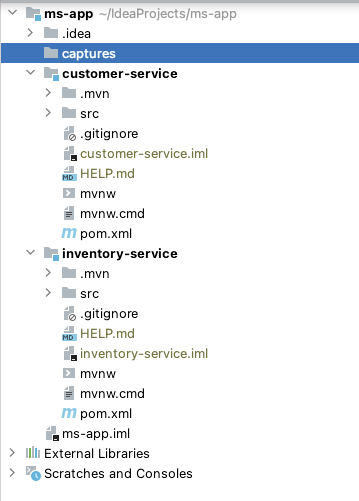 ms-app ~/IdeaProjects/ms-app
.idea
captures
customer-service
.mvn
src
.gitignore
customer-service.iml
MD HELP.md
mvnw
mvnw.cmd
m pom.xml
inventory-service
.mvn
src
.gitignore
MD HELP.md
inventory-service.iml
mvnw
mvnw.cmd
m pom.xml
ms-app.iml
External Libraries
Scratches and Consoles